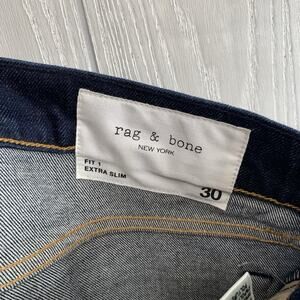 rag & bone
NEW YORK
FIT 1
EXTRA SLIM
30